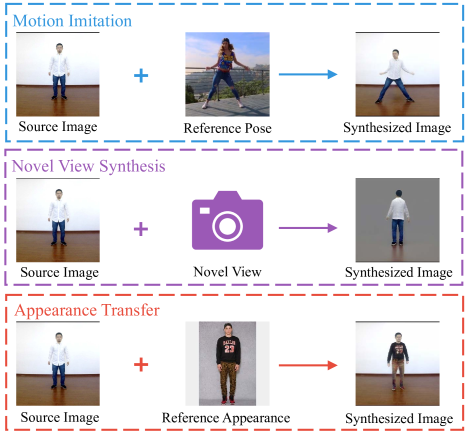 Motion Imitation
Source Image
Reference Pose
Synthesized Image
Novel View Synthesis
Source Image
Novel View
Synthesized Image
Appearance Transfer
23
Source Image
Reference Appearance
Synthesized Image